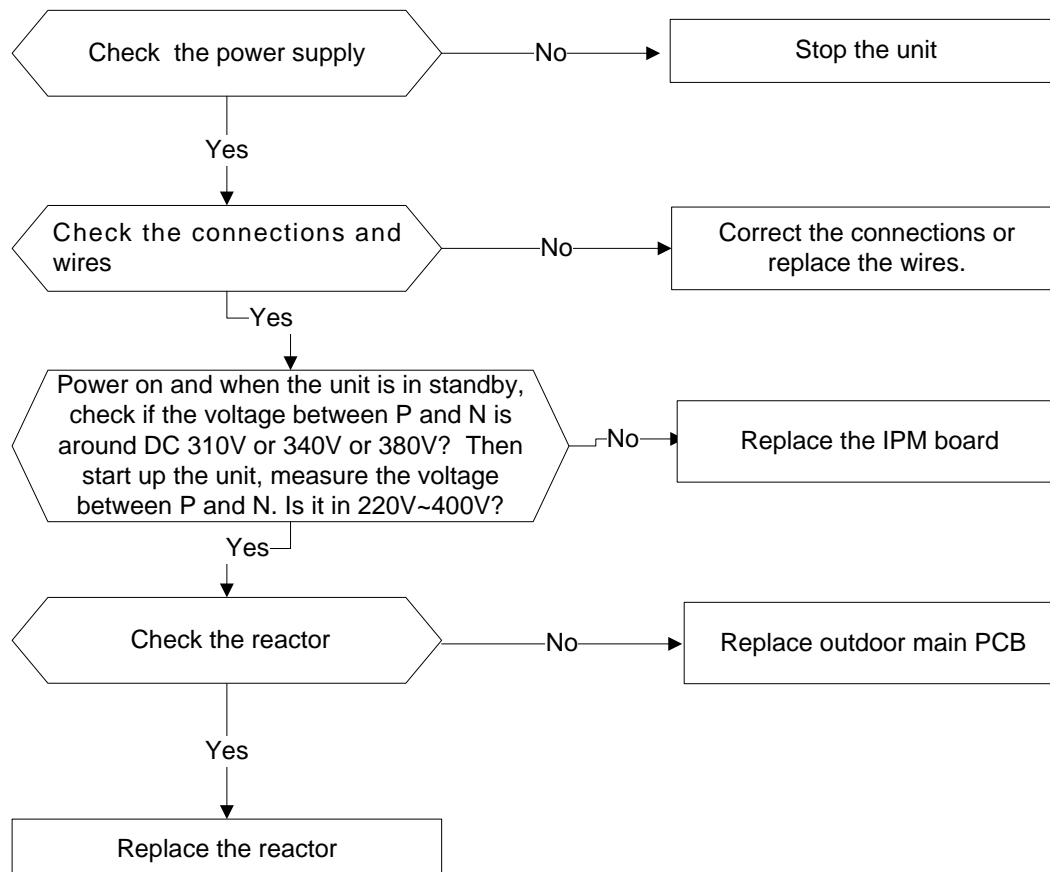 Check  the power supply
No
Stop the unit
Yes
Check the connections and
wires
No
Correct the connections or
replace the wires.
Yes
Power on and when the unit is in standby,
check if the voltage between P and N is
around DC 310V or 340V or 380V?  Then
start up the unit, measure the voltage
between P and N. Is it in 220V~400V?
No
Replace the IPM board
Yes
Check the reactor
No
Replace outdoor main PCB
Yes
Replace the reactor